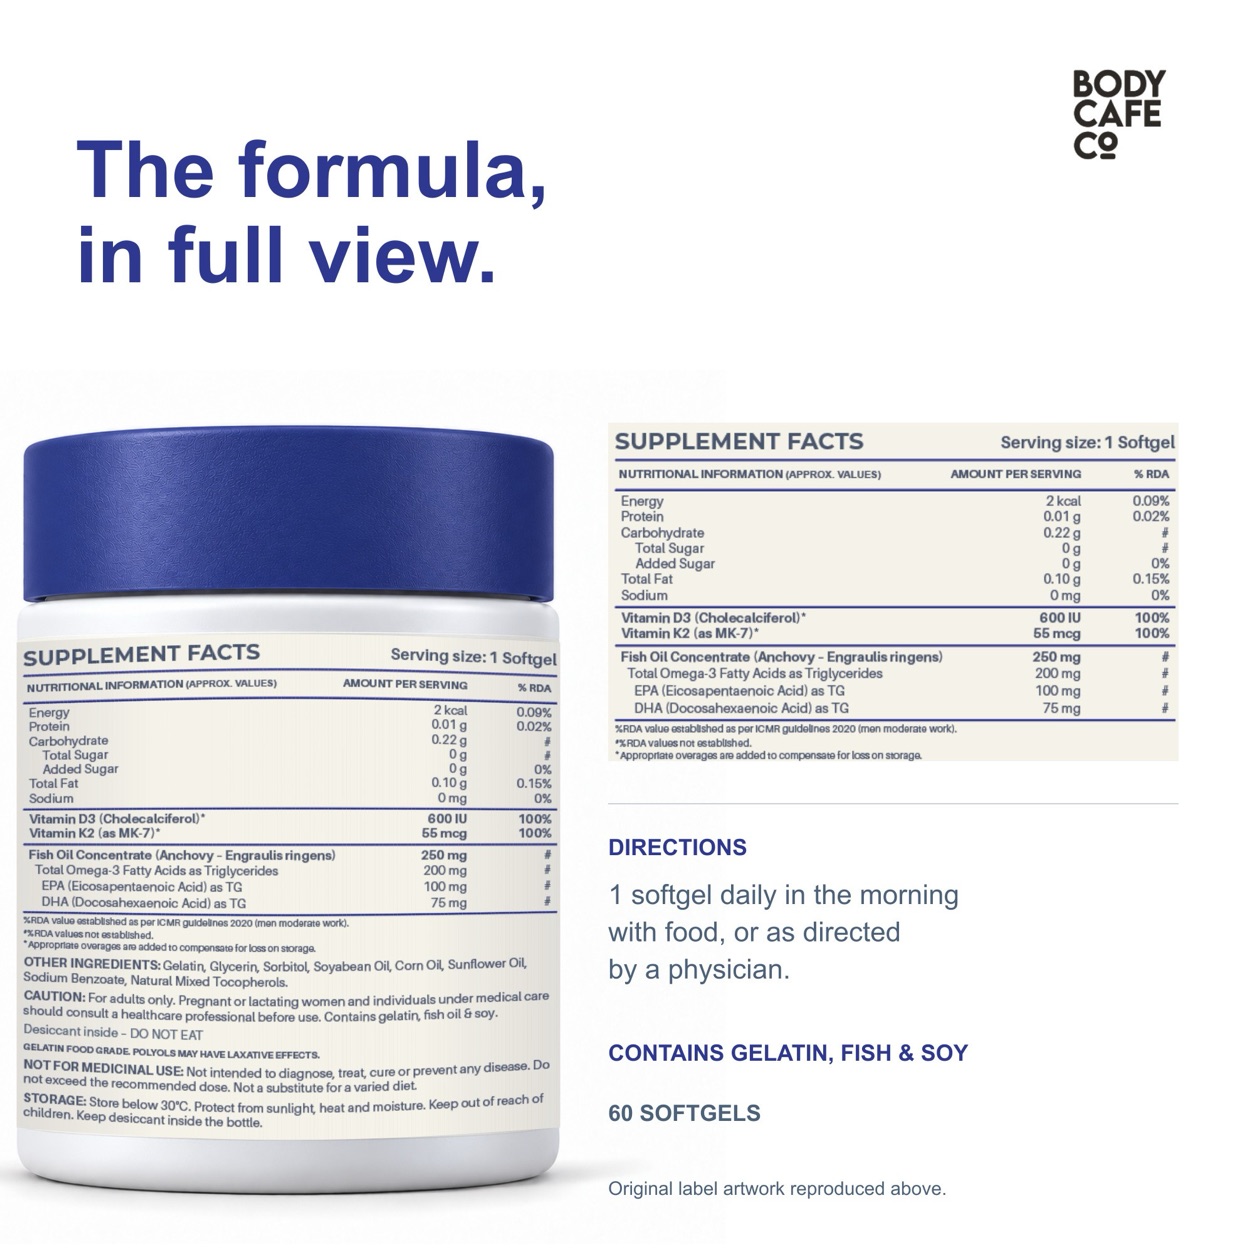 BODY
CAFE
Co
The formula,
in full view.
SUPPLEMENT FACTS Serving size: 1 Softgel
NUTRITIONAL INFORMATION (APPROX. VALUES) AMOUNT PER SERVING % RDA
Energy 2 kcal 0.09%
Protein 0.01 g 0.02%
Carbohydrate 0.22 g #
Total Sugar 0 g #
Added Sugar 0 g 0%
Total Fat 0.10 g 0.15%
Sodium 0 mg 0%
Vitamin D3 (Cholecalciferol)* 600 IU 100%
Vitamin K2 (as MK-7)* 55 mcg 100%
Fish Oil Concentrate (Anchovy - Engraulis ringens) 250 mg #
Total Omega-3 Fatty Acids as Triglycerides 200 mg #
EPA (Eicosapentaenoic Acid) as TG 100 mg #
DHA (Docosahexaenoic Acid) as TG 75 mg #
%RDA value established as per ICMR guidelines 2020 (men moderate work).
#%RDA values not established.
*Appropriate overages are added to compensate for loss on storage.
OTHER INGREDIENTS: Gelatin, Glycerin, Sorbitol, Soyabean Oil, Corn Oil, Sunflower Oil,
Sodium Benzoate, Natural Mixed Tocopherols.
CAUTION: For adults only. Pregnant or lactating women and individuals under medical care
should consult a healthcare professional before use. Contains gelatin, fish oil & soy.
Desiccant inside - DO NOT EAT
GELATIN FOOD GRADE. POLYOLS MAY HAVE LAXATIVE EFFECTS.
NOT FOR MEDICINAL USE: Not intended to diagnose, treat, cure or prevent any disease. Do
not exceed the recommended dose. Not a substitute for a varied diet.
STORAGE: Store below 30°C. Protect from sunlight, heat and moisture. Keep out of reach of
children. Keep desiccant inside the bottle.
SUPPLEMENT FACTS Serving size: 1 Softgel
NUTRITIONAL INFORMATION (APPROX. VALUES) AMOUNT PER SERVING % RDA
Energy 2 kcal 0.09%
Protein 0.01 g 0.02%
Carbohydrate 0.22 g #
Total Sugar 0 g #
Added Sugar 0 g 0%
Total Fat 0.10 g 0.15%
Sodium 0 mg 0%
Vitamin D3 (Cholecalciferol)* 600 IU 100%
Vitamin K2 (as MK-7)* 55 mcg 100%
Fish Oil Concentrate (Anchovy - Engraulis ringens) 250 mg #
Total Omega-3 Fatty Acids as Triglycerides 200 mg #
EPA (Eicosapentaenoic Acid) as TG 100 mg #
DHA (Docosahexaenoic Acid) as TG 75 mg #
%RDA value established as per ICMR guidelines 2020 (men moderate work).
#%RDA values not established.
*Appropriate overages are added to compensate for loss on storage.
DIRECTIONS
1 softgel daily in the morning
with food, or as directed
by a physician.
CONTAINS GELATIN, FISH & SOY
60 SOFTGELS
Original label artwork reproduced above.